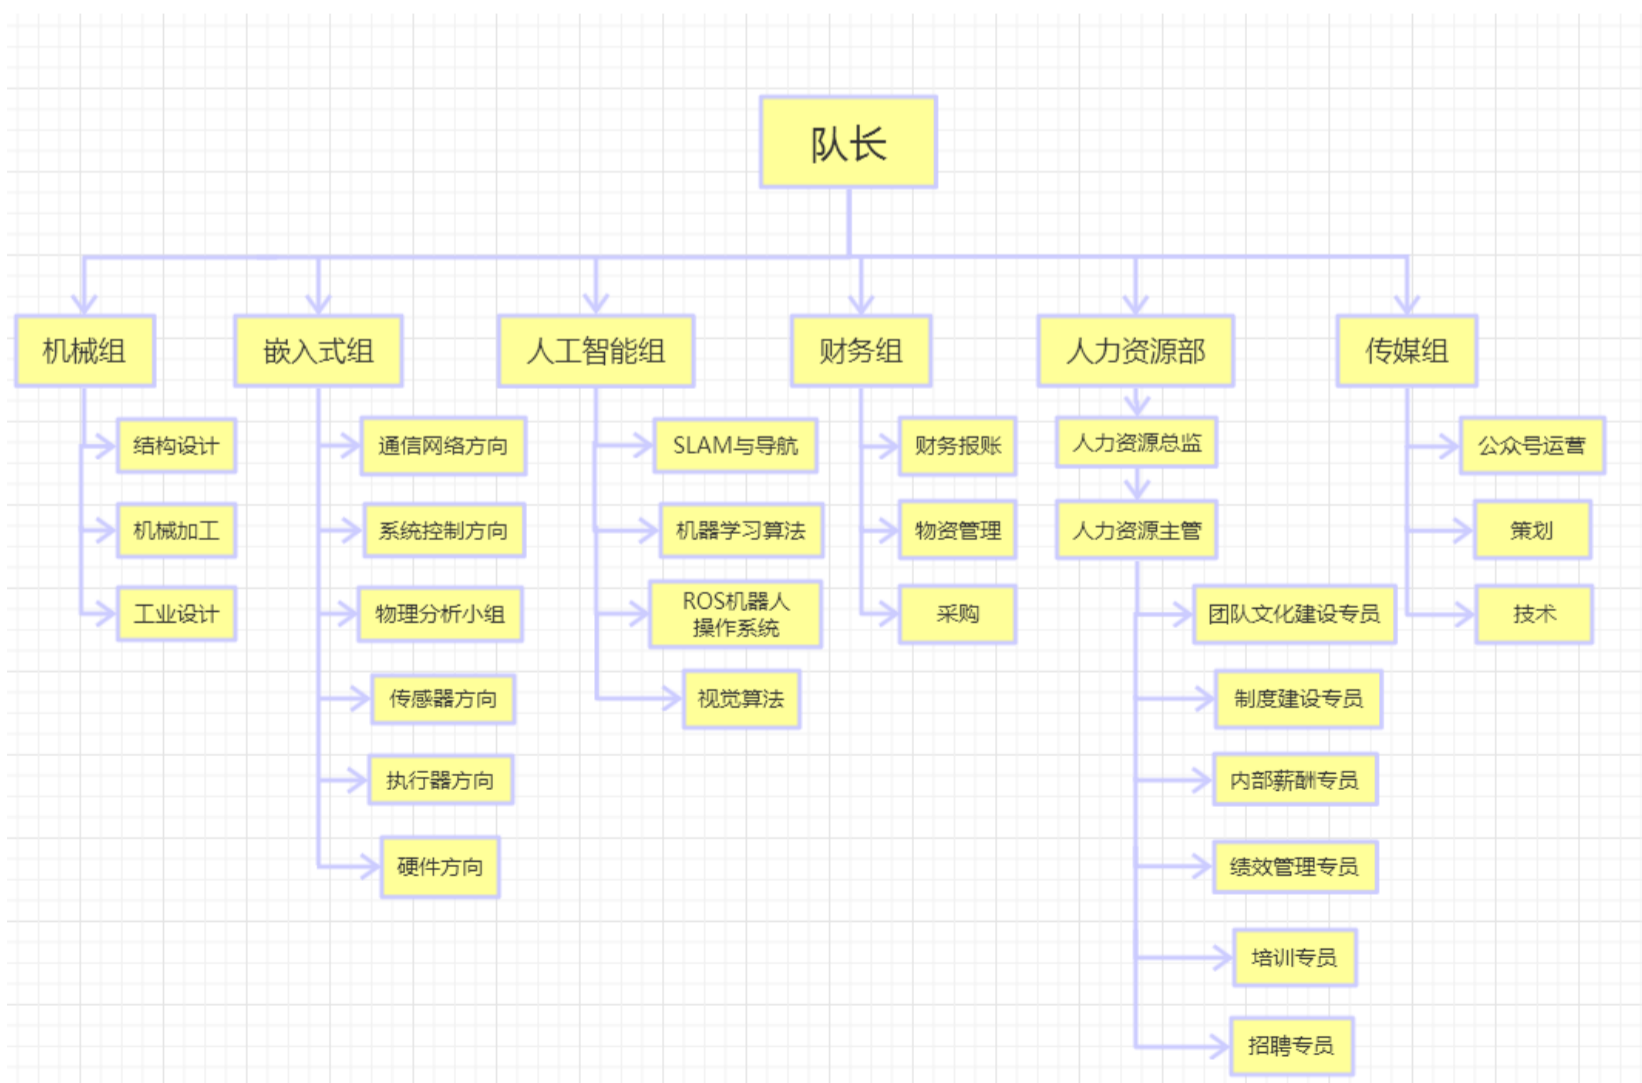 队长
机械组
嵌入式组
人工智能组
财务组
人力资源部
传媒组
结构设计
机械加工
工业设计
通信网络方向
系统控制方向
物理分析小组
传感器方向
执行器方向
硬件方向
SLAM与导航
机器学习算法
ROS机器人
操作系统
视觉算法
财务报账
物资管理
采购
人力资源总监
人力资源主管
团队文化建设专员
制度建设专员
内部薪酬专员
绩效管理专员
培训专员
招聘专员
公众号运营
策划
技术